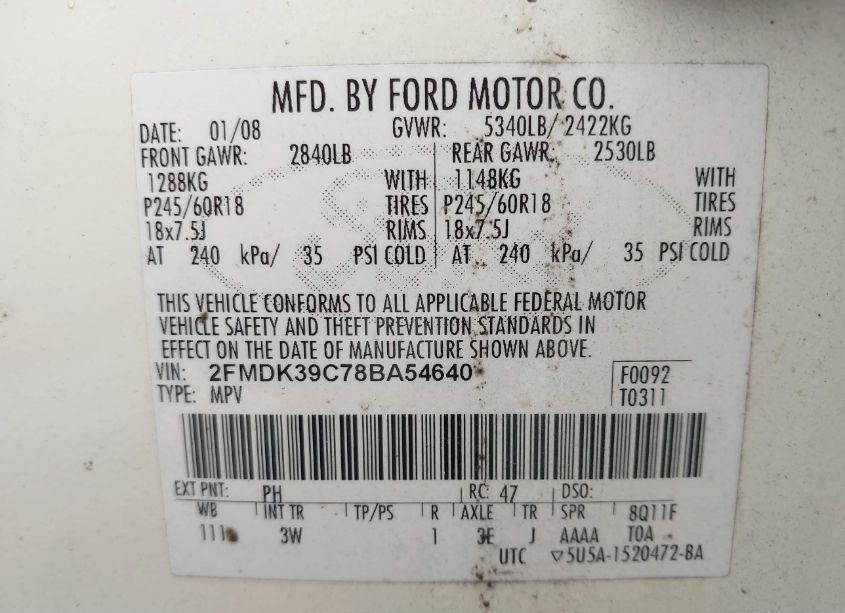 MFD. BY FORD MOTOR CO.
DATE: 01/08 GVWR: 5340LB/ 2422KG
FRONT GAWR: 2840LB REAR GAWR: 2530LB
1288KG WITH 1148KG WITH
P245/60R18 TIRES P245/60R18 TIRES
18x7.5J RIMS 18x7.5J RIMS
AT 240 kPa/ 35 PSI COLD AT 240 kPa/ 35 PSI COLD
THIS VEHICLE CONFORMS TO ALL APPLICABLE FEDERAL MOTOR
VEHICLE SAFETY AND THEFT PREVENTION STANDARDS IN
EFFECT ON THE DATE OF MANUFACTURE SHOWN ABOVE.
VIN: 2FMDK39C78BA54640 F0092
TYPE: MPV T0311
EXT PNT: PH RC: 47 DSO:
WB INT TR TP/PS R AXLE TR SPR 8Q11F
111 3W 1 3E J AAAA T0A
UTC ▽5U5A-1520472-BA